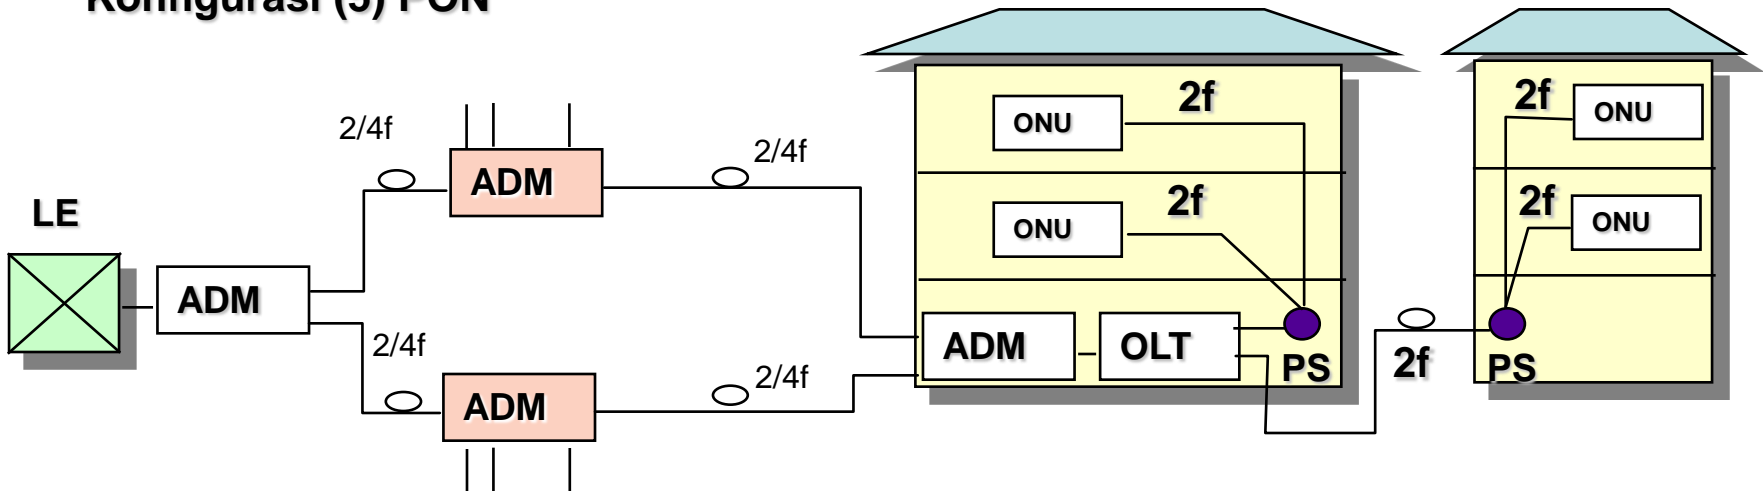 Konfigurasi (3) PON
2/4f
ADM
2/4f
LE
ADM
2/4f
ADM
2/4f
ONU
2f
ONU
2f
ADM
OLT
PS
2f
2f
ONU
2f
ONU
PS